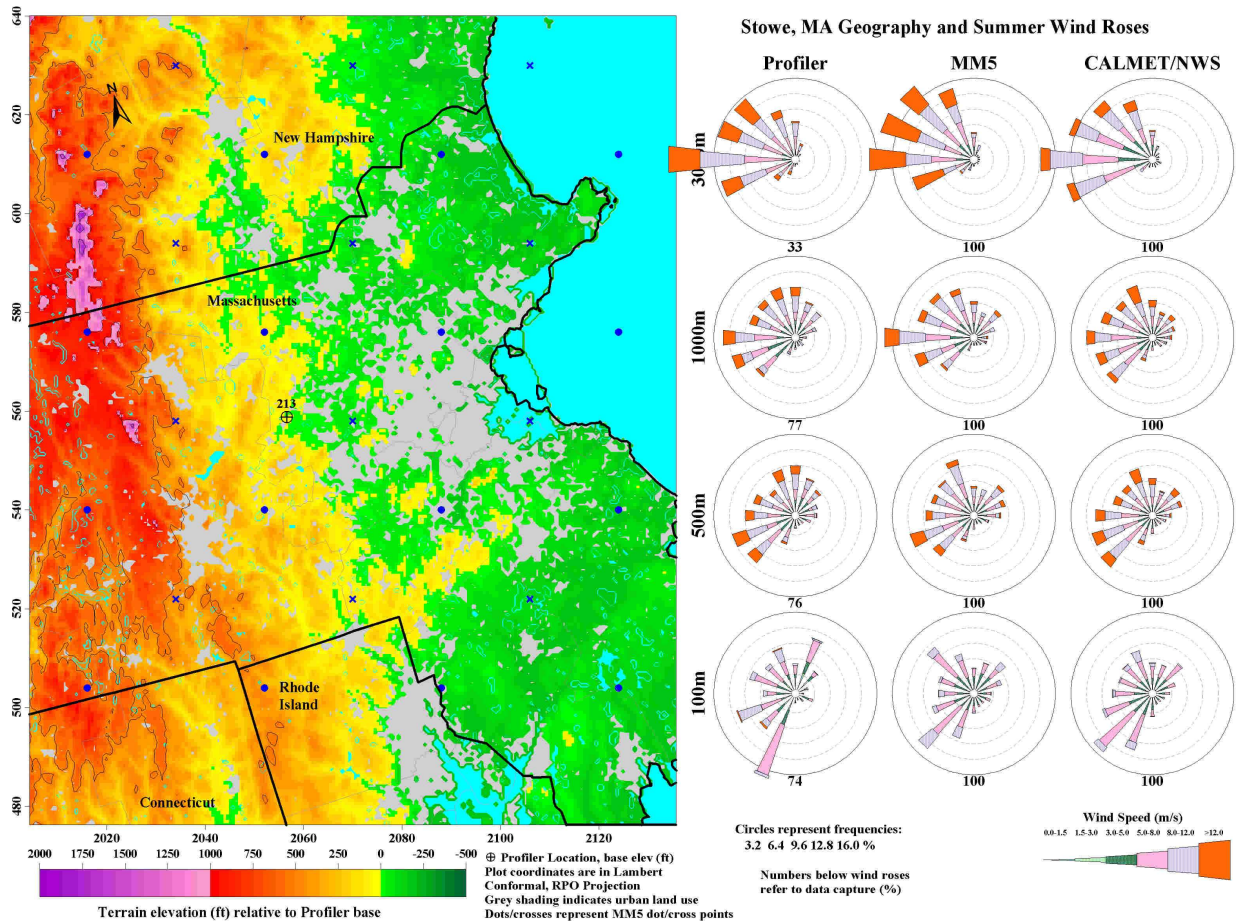 Stowe, MA Geography and Summer Wind Roses
Profiler
MM5
CALMET/NWS
640
620
600
580
560
540
520
500
480
2020
2040
2060
2080
2100
2120
N
New Hampshire
Massachusetts
213
Rhode
Island
Connecticut
33
100
100
1000m
77
100
100
500m
76
100
100
100m
74
100
100
2000
1750
1500
1250
1000
750
500
250
0
-250
-500
Terrain elevation (ft) relative to Profiler base
⊕ Profiler Location, base elev (ft)
Plot coordinates are in Lambert
Conformal, RPO Projection
Grey shading indicates urban land use
Dots/crosses represent MM5 dot/cross points
Circles represent frequencies:
3.2 6.4 9.6 12.8 16.0 %
Numbers below wind roses
refer to data capture (%)
Wind Speed (m/s)
0.0-1.5
1.5-3.0
3.0-5.0
5.0-8.0
8.0-12.0
>12.0